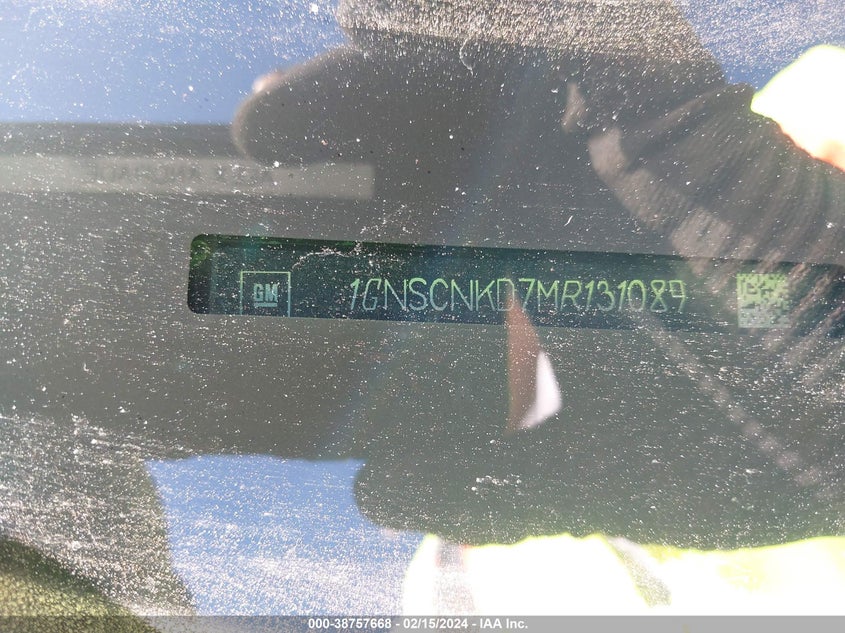 GM
1GNSCNKD7MR131089
000-38757668 - 02/15/2024 - IAA Inc.